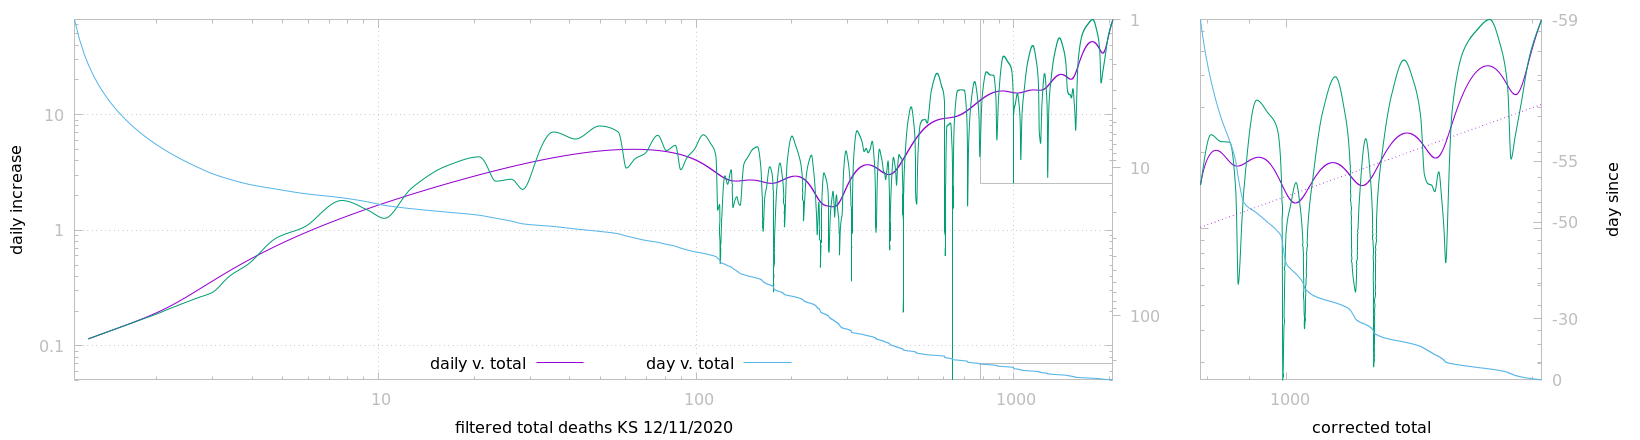 1
-59
10
10
-55
daily increase
day since
1
-50
100
-30
0.1
daily v. total
day v. total
0
10
100
1000
1000
filtered total deaths KS 12/11/2020
corrected total